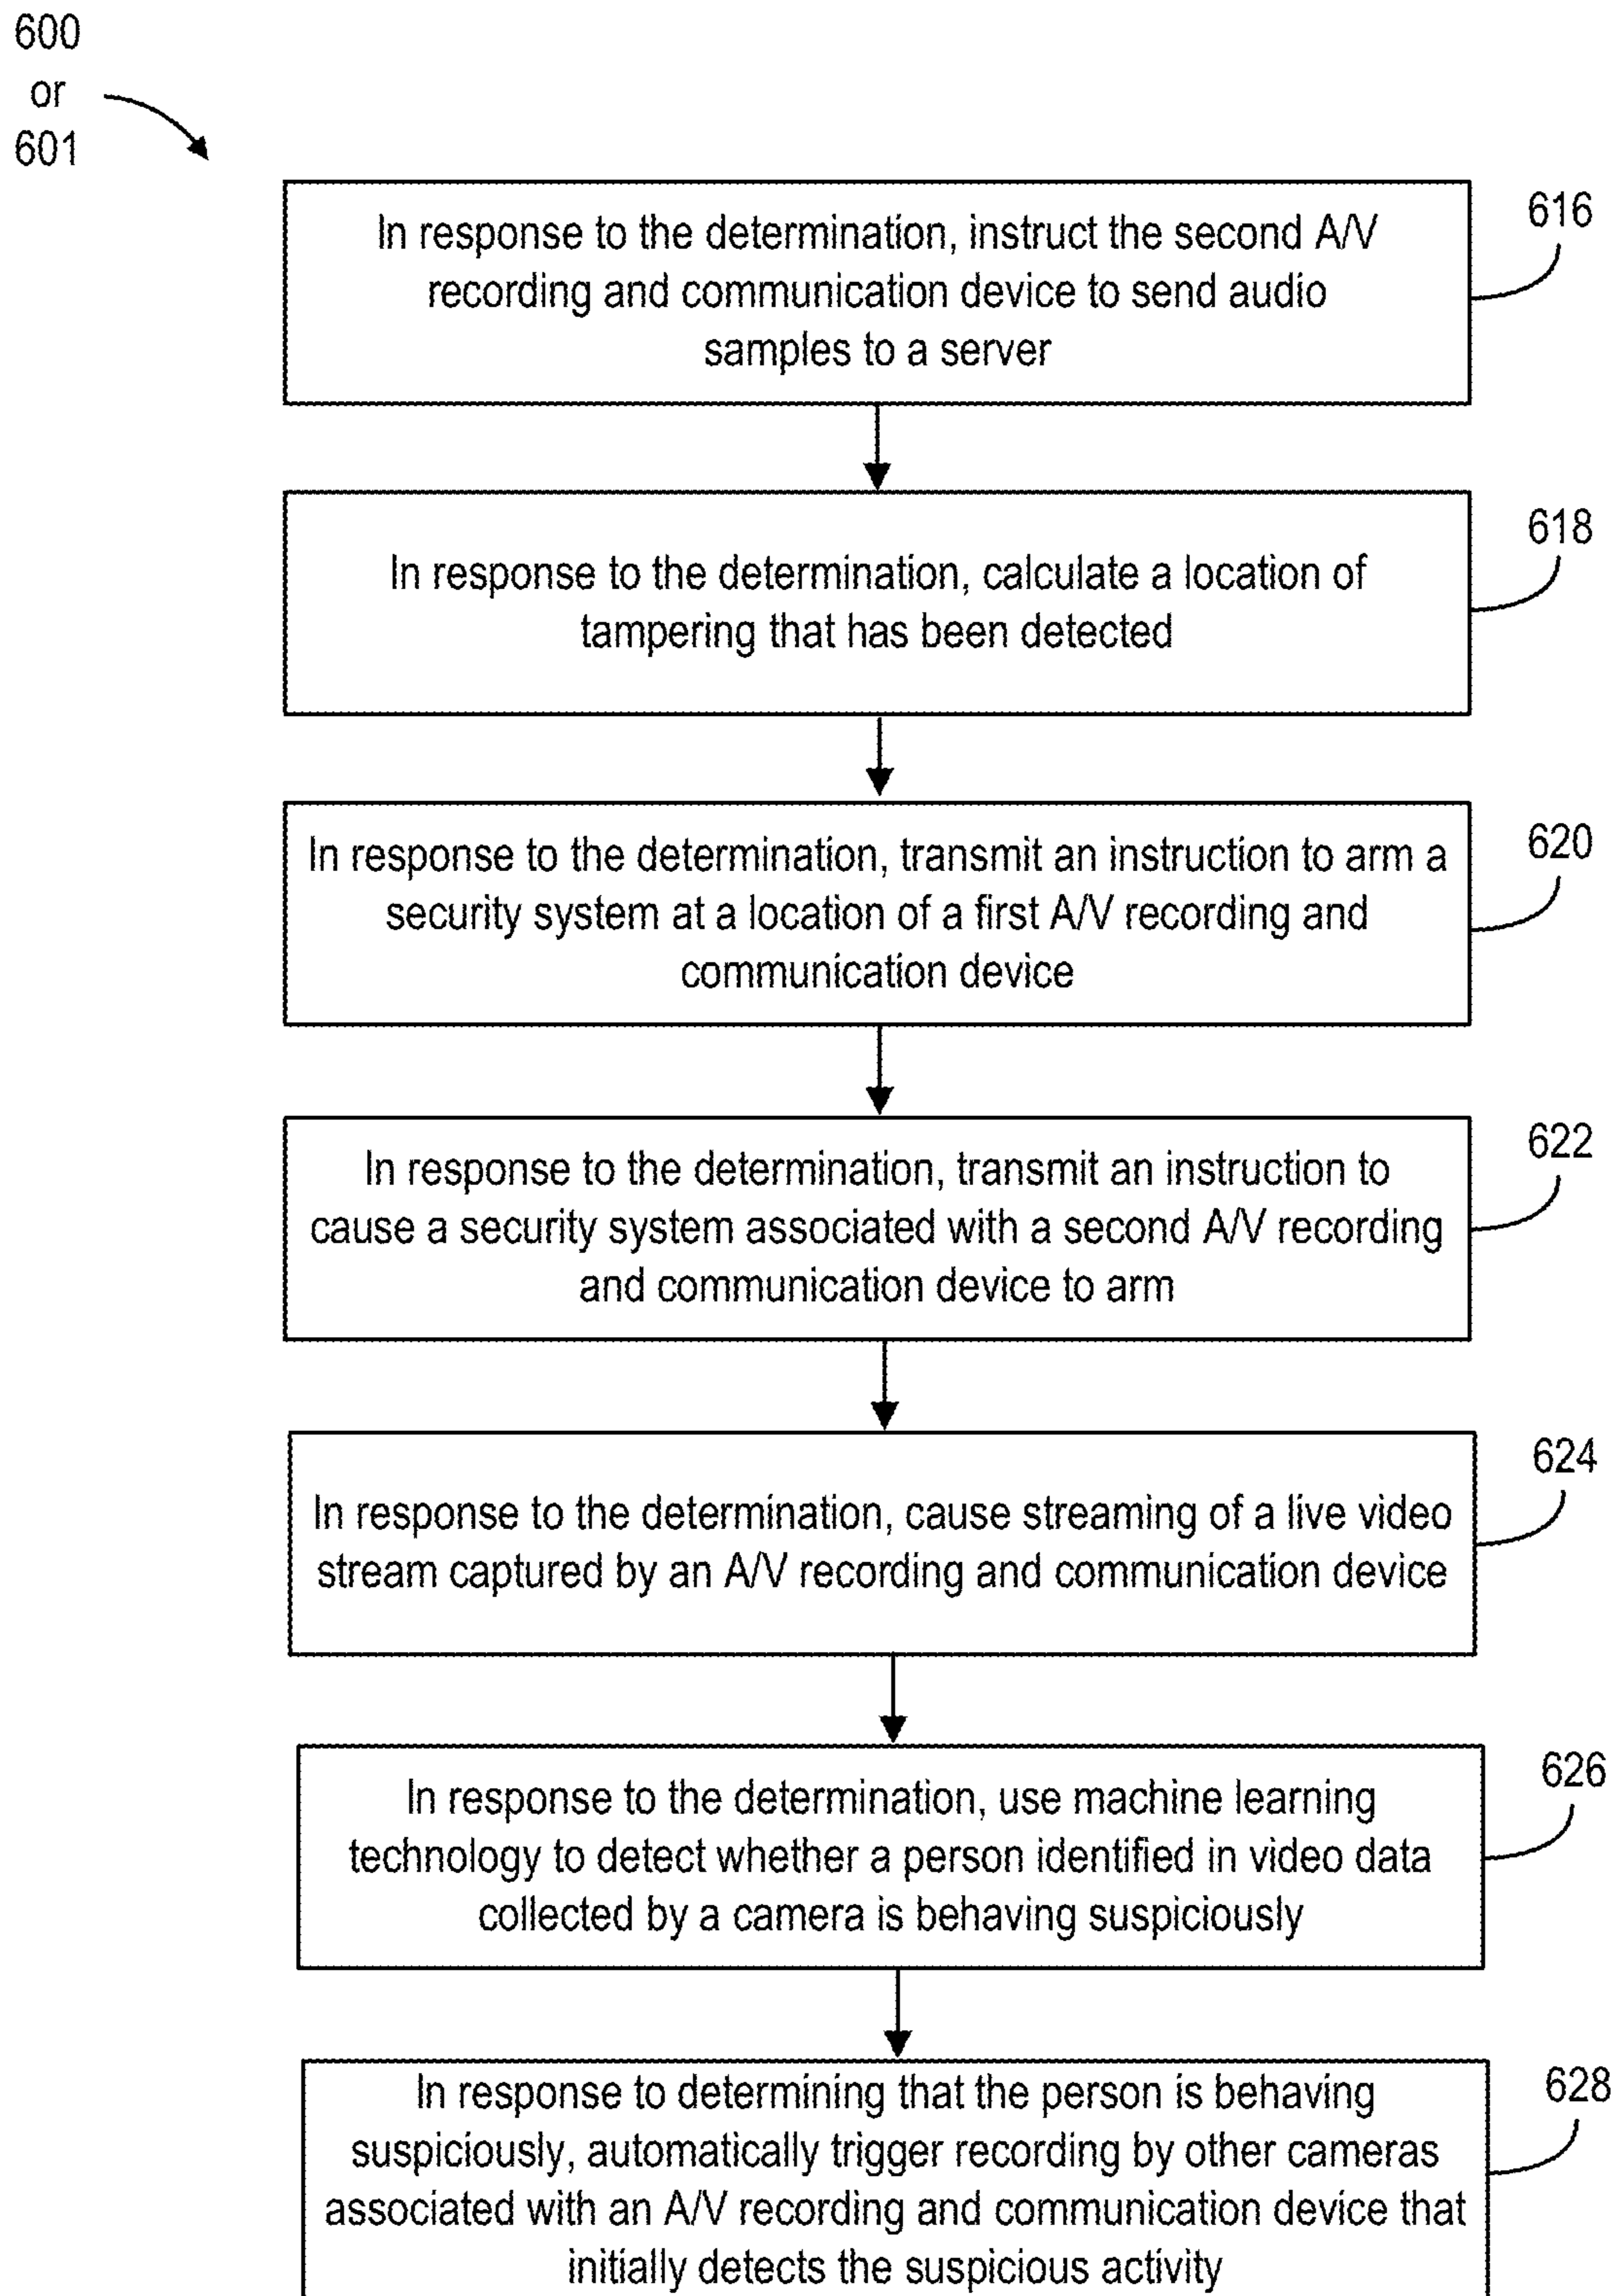 600
or
601
In response to the determination, instruct the second A/V
recording and communication device to send audio
samples to a server
616
In response to the determination, calculate a location of
tampering that has been detected
618
In response to the determination, transmit an instruction to arm a
security system at a location of a first A/V recording and
communication device
620
In response to the determination, transmit an instruction to
cause a security system associated with a second A/V recording
and communication device to arm
622
In response to the determination, cause streaming of a live video
stream captured by an A/V recording and communication device
624
In response to the determination, use machine learning
technology to detect whether a person identified in video data
collected by a camera is behaving suspiciously
626
In response to determining that the person is behaving
suspiciously, automatically trigger recording by other cameras
associated with an A/V recording and communication device that
initially detects the suspicious activity
628